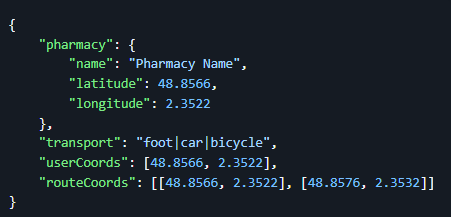 {
    "pharmacy": {
        "name": "Pharmacy Name",
        "latitude": 48.8566,
        "longitude": 2.3522
    },
    "transport": "foot|car|bicycle",
    "userCoords": [48.8566, 2.3522],
    "routeCoords": [[48.8566, 2.3522], [48.8576, 2.3532]]
}